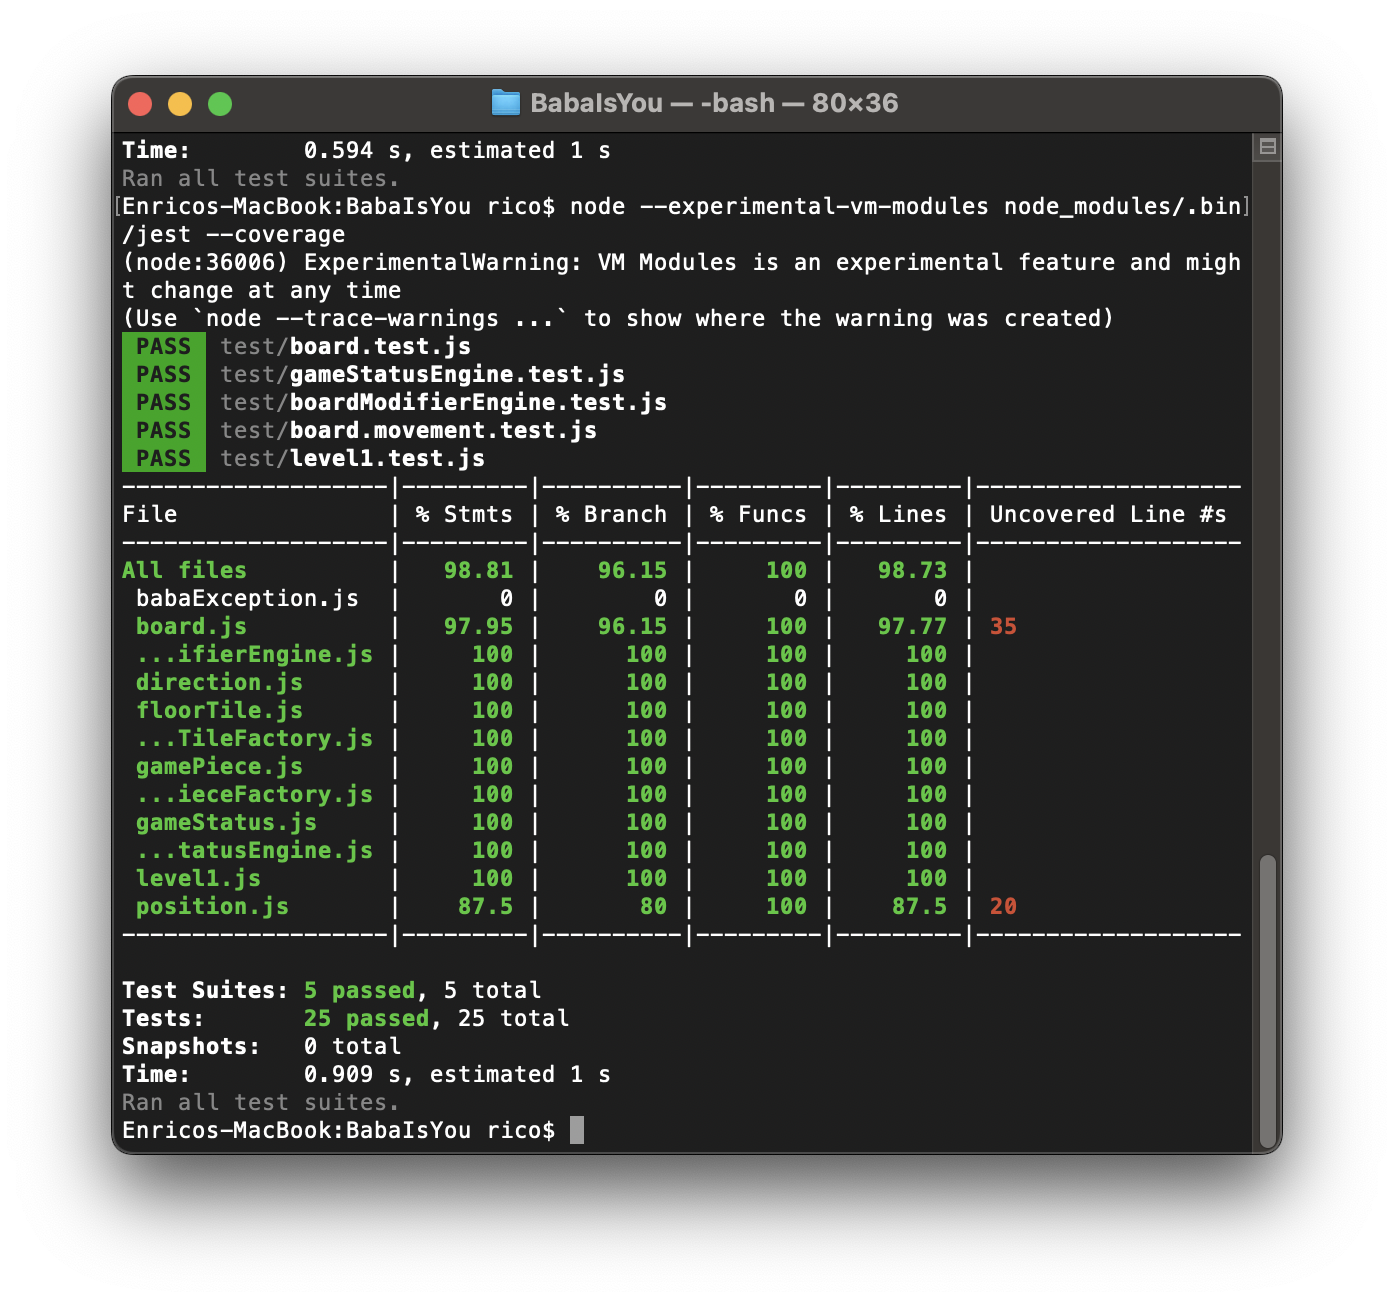 BabaIsYou — -bash — 80×36
Time:        0.594 s, estimated 1 s
Ran all test suites.
[Enricos-MacBook:BabaIsYou rico$ node --experimental-vm-modules node_modules/.bin]
/jest --coverage
(node:36006) ExperimentalWarning: VM Modules is an experimental feature and migh
t change at any time
(Use `node --trace-warnings ...` to show where the warning was created)
PASS  test/board.test.js
PASS  test/gameStatusEngine.test.js
PASS  test/boardModifierEngine.test.js
PASS  test/board.movement.test.js
PASS  test/level1.test.js
-------------------|---------|----------|---------|---------|-------------------
File               | % Stmts | % Branch | % Funcs | % Lines | Uncovered Line #s
-------------------|---------|----------|---------|---------|-------------------
All files          |   98.81 |    96.15 |     100 |   98.73 |
 babaException.js  |       0 |        0 |       0 |       0 |
 board.js          |   97.95 |    96.15 |     100 |   97.77 | 35
 ...ifierEngine.js |     100 |      100 |     100 |     100 |
 direction.js      |     100 |      100 |     100 |     100 |
 floorTile.js      |     100 |      100 |     100 |     100 |
 ...TileFactory.js |     100 |      100 |     100 |     100 |
 gamePiece.js      |     100 |      100 |     100 |     100 |
 ...ieceFactory.js |     100 |      100 |     100 |     100 |
 gameStatus.js     |     100 |      100 |     100 |     100 |
 ...tatusEngine.js |     100 |      100 |     100 |     100 |
 level1.js         |     100 |      100 |     100 |     100 |
 position.js       |    87.5 |       80 |     100 |    87.5 | 20
-------------------|---------|----------|---------|---------|-------------------
Test Suites: 5 passed, 5 total
Tests:       25 passed, 25 total
Snapshots:   0 total
Time:        0.909 s, estimated 1 s
Ran all test suites.
Enricos-MacBook:BabaIsYou rico$